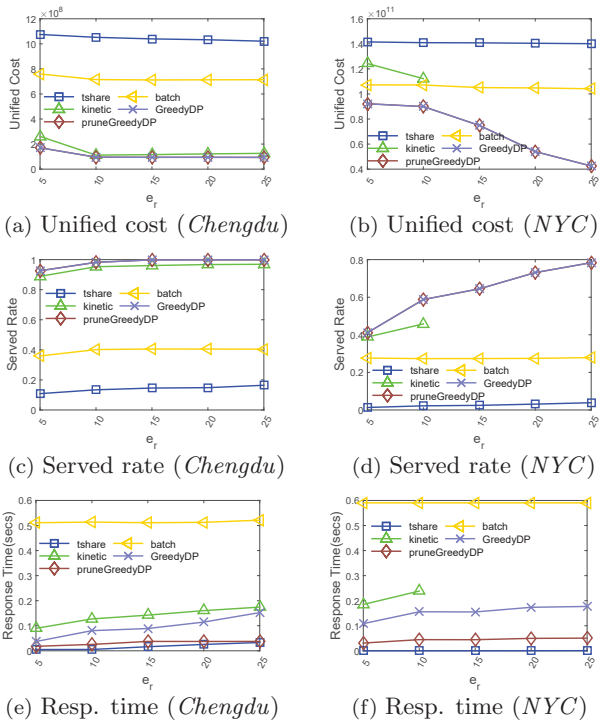 ×10⁸
12
10
8
6
4
2
0
Unified Cost
tshare
batch
kinetic
GreedyDP
pruneGreedyDP
5
10
15
20
25
e_r
(a) Unified cost (Chengdu)
×10¹¹
1.6
1.4
1.2
1
0.8
0.6
0.4
Unified Cost
tshare
batch
kinetic
GreedyDP
pruneGreedyDP
5
10
15
20
25
e_r
(b) Unified cost (NYC)
1
0.8
0.6
0.4
0.2
0
Served Rate
tshare
batch
kinetic
GreedyDP
pruneGreedyDP
5
10
15
20
25
e_r
(c) Served rate (Chengdu)
0.8
0.6
0.4
0.2
0
Served Rate
tshare
batch
kinetic
GreedyDP
pruneGreedyDP
5
10
15
20
25
e_r
(d) Served rate (NYC)
0.6
0.5
0.4
0.3
0.2
0.1
0
Response Time(secs)
tshare
batch
kinetic
GreedyDP
pruneGreedyDP
5
10
15
20
25
e_r
(e) Resp. time (Chengdu)
0.6
0.5
0.4
0.3
0.2
0.1
0
Response Time(secs)
tshare
batch
kinetic
GreedyDP
pruneGreedyDP
5
10
15
20
25
e_r
(f) Resp. time (NYC)